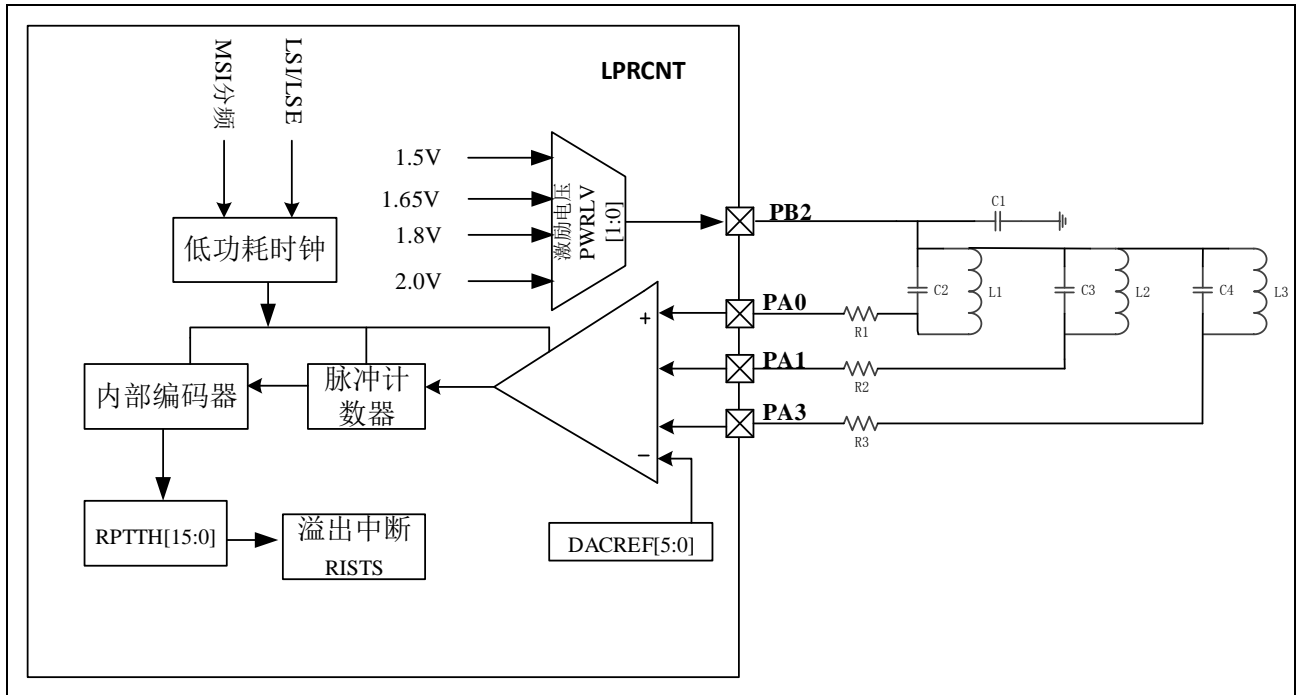 LPRCNT
MSI分频
LSI/LSE
低功耗时钟
1.5V
1.65V
1.8V
2.0V
激励电压
PWRLV
[1:0]
PB2
C1
C2
L1
C3
L2
C4
L3
PA0
R1
PA1
R2
PA3
R3
+
−
内部编码器
脉冲计
数器
RPTTH[15:0]
溢出中断
RISTS
DACREF[5:0]